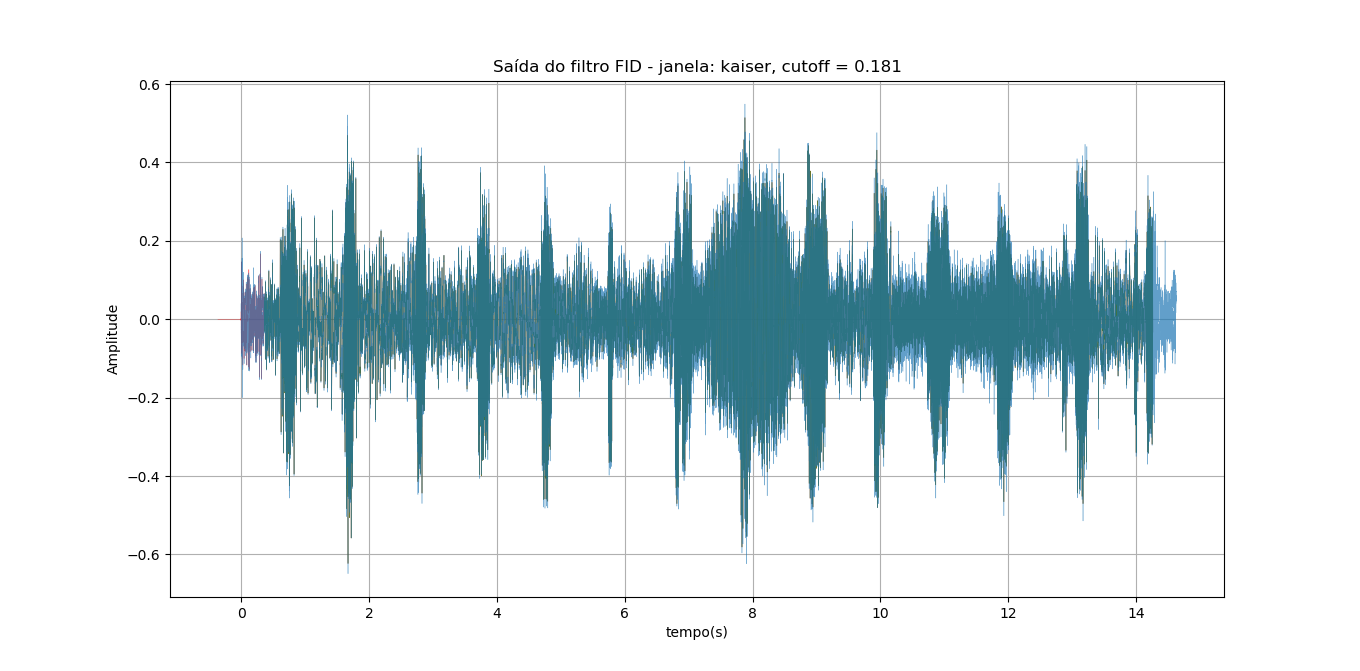 Saída do filtro FID - janela: kaiser, cutoff = 0.181
Amplitude
0.6
0.4
0.2
0.0
−0.2
−0.4
−0.6
0 2 4 6 8 10 12 14
tempo(s)